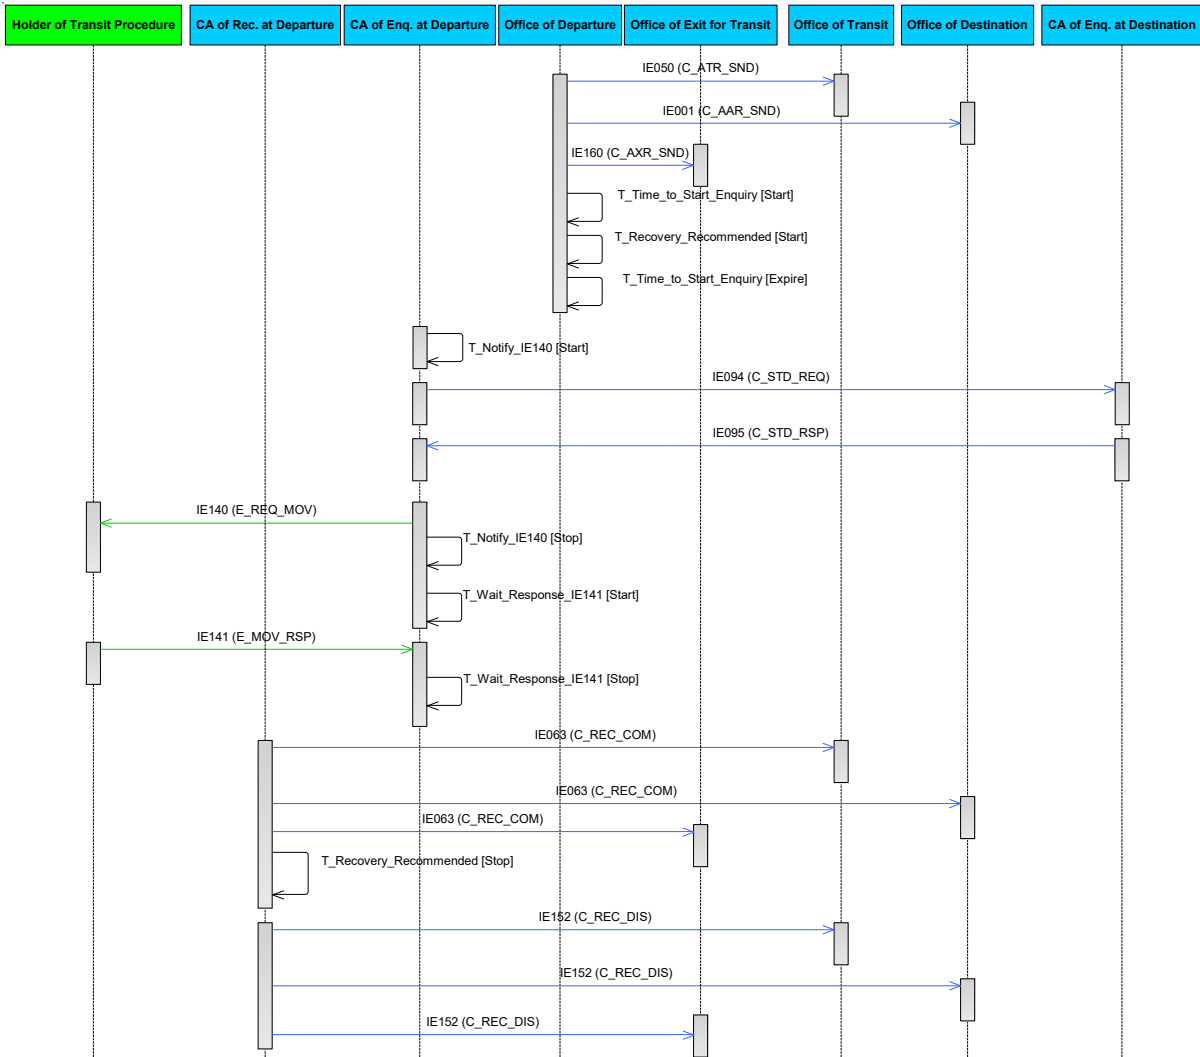 Holder of Transit Procedure
CA of Rec. at Departure
CA of Enq. at Departure
Office of Departure
Office of Exit for Transit
Office of Transit
Office of Destination
CA of Enq. at Destination
IE050 (C_ATR_SND)
IE001 (C_AAR_SND)
IE160 (C_AXR_SND)
T_Time_to_Start_Enquiry [Start]
T_Recovery_Recommended [Start]
T_Time_to_Start_Enquiry [Expire]
T_Notify_IE140 [Start]
IE094 (C_STD_REQ)
IE095 (C_STD_RSP)
IE140 (E_REQ_MOV)
T_Notify_IE140 [Stop]
T_Wait_Response_IE141 [Start]
IE141 (E_MOV_RSP)
T_Wait_Response_IE141 [Stop]
IE063 (C_REC_COM)
IE063 (C_REC_COM)
IE063 (C_REC_COM)
T_Recovery_Recommended [Stop]
IE152 (C_REC_DIS)
IE152 (C_REC_DIS)
IE152 (C_REC_DIS)